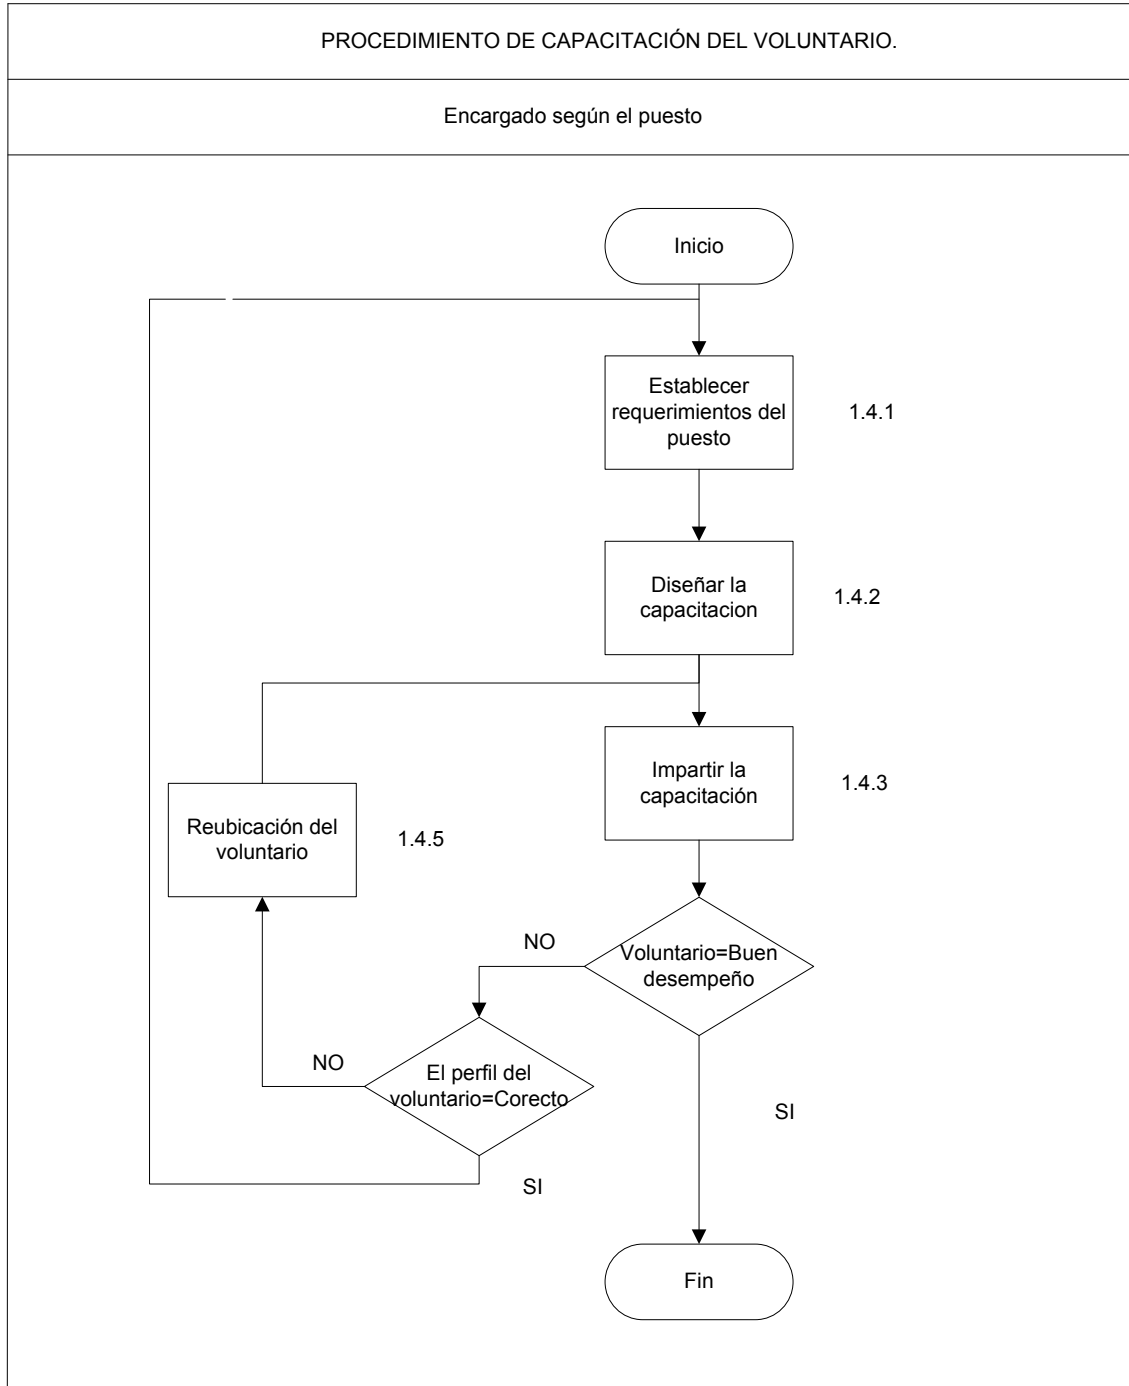 PROCEDIMIENTO DE CAPACITACIÓN DEL VOLUNTARIO.
Encargado según el puesto
Inicio
Establecer
requerimientos del
puesto
1.4.1
Diseñar la
capacitacion
1.4.2
Impartir la
capacitación
1.4.3
Reubicación del
voluntario
1.4.5
Voluntario=Buen
desempeño
NO
El perfil del
voluntario=Corecto
NO
SI
SI
Fin